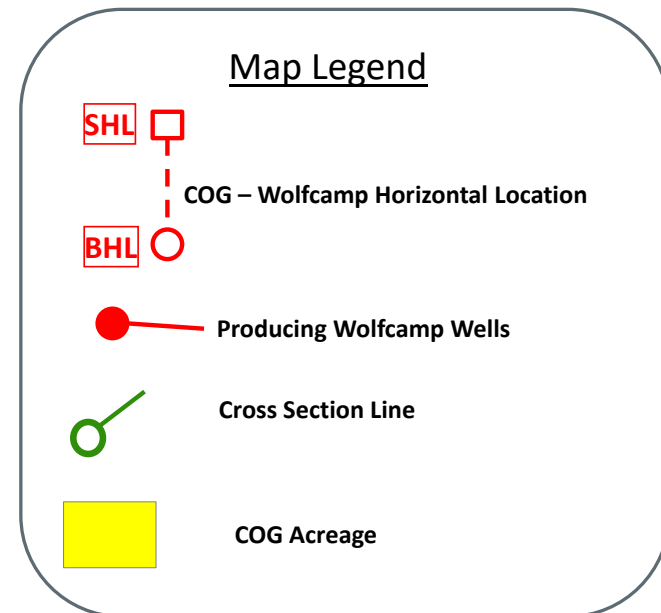 Map Legend
SHL
COG – Wolfcamp Horizontal Location
BHL
Producing Wolfcamp Wells
Cross Section Line
COG Acreage